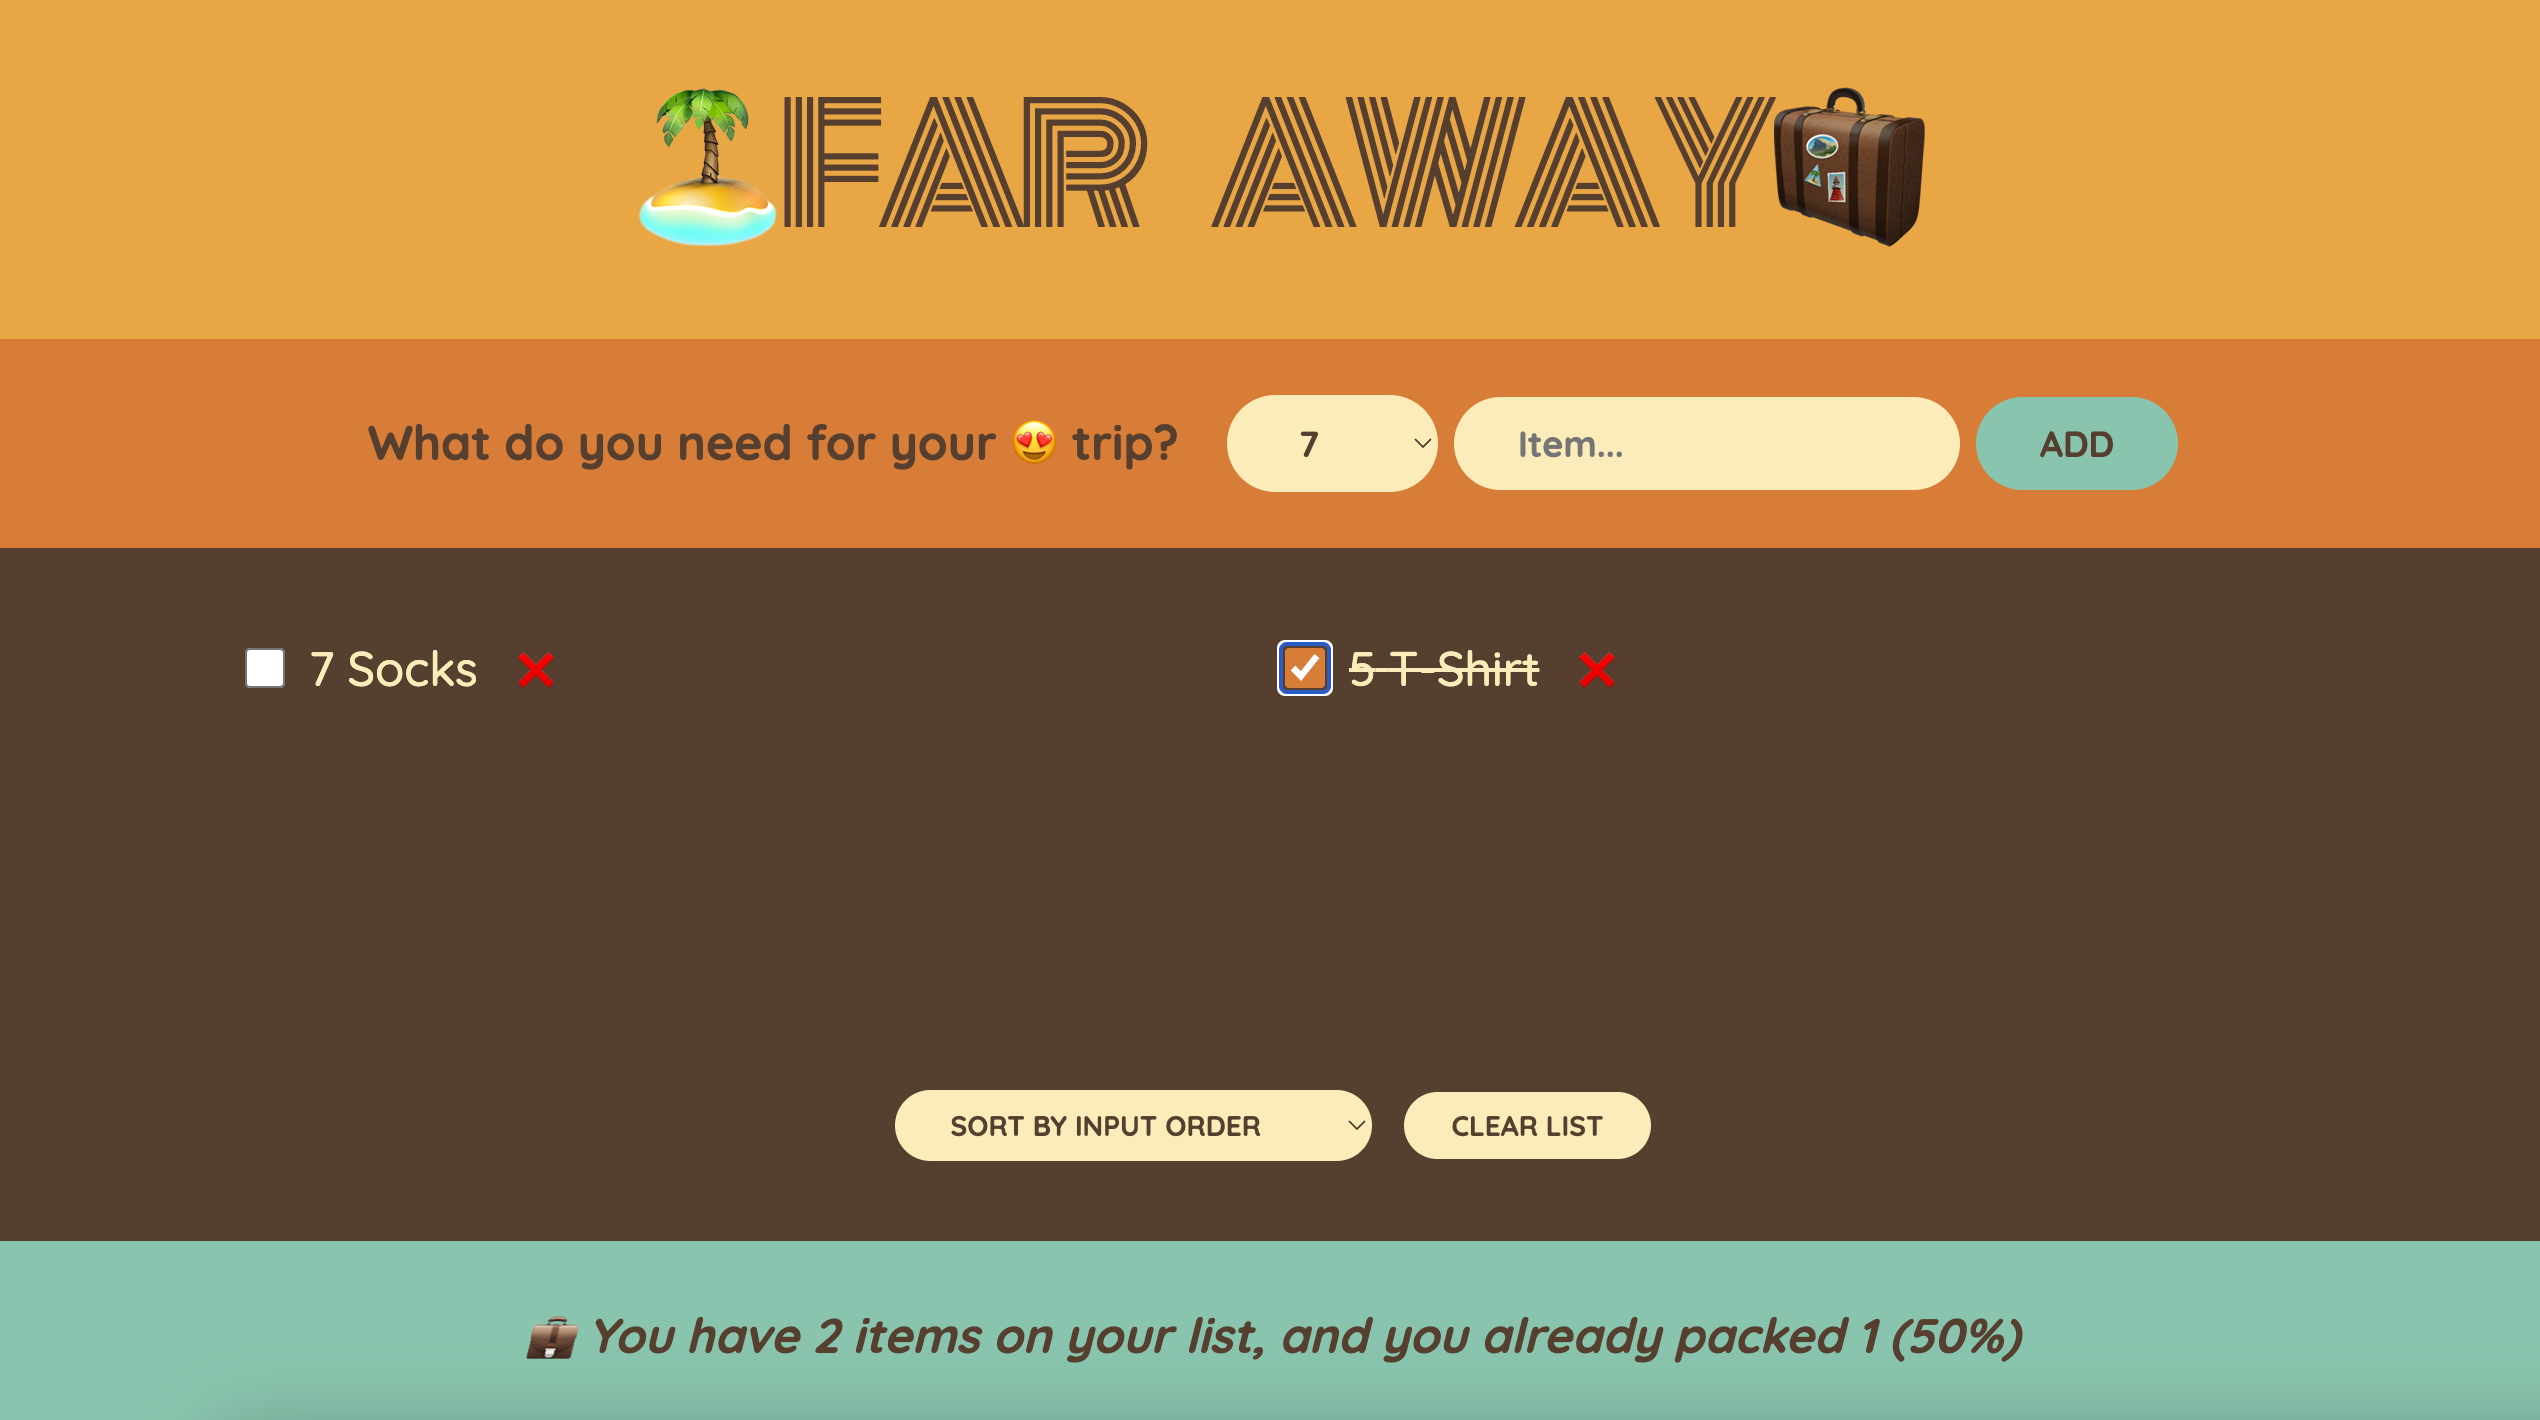 FAR AWAY
What do you need for your 😍 trip? 7 Item... ADD
7 Socks ❌ 5 T-Shirt ❌
SORT BY INPUT ORDER CLEAR LIST
💼 You have 2 items on your list, and you already packed 1 (50%)